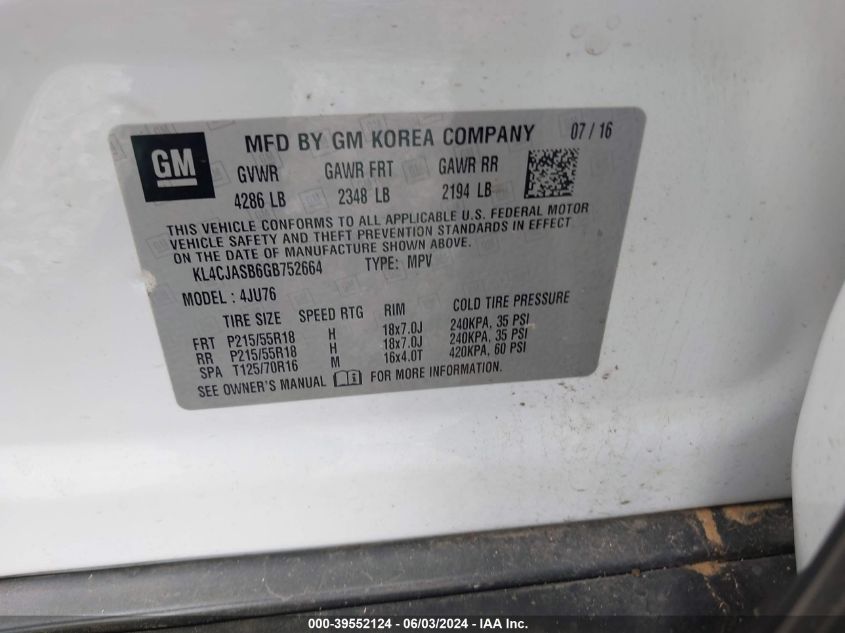 GM
MFD BY GM KOREA COMPANY 07 / 16
GVWR GAWR FRT GAWR RR
4286 LB 2348 LB 2194 LB
THIS VEHICLE CONFORMS TO ALL APPLICABLE U.S. FEDERAL MOTOR
VEHICLE SAFETY AND THEFT PREVENTION STANDARDS IN EFFECT
ON THE DATE OF MANUFACTURE SHOWN ABOVE.
KL4CJASB6GB752664 TYPE: MPV
MODEL : 4JU76
TIRE SIZE SPEED RTG RIM COLD TIRE PRESSURE
FRT P215/55R18 H 18x7.0J 240KPA, 35 PSI
RR P215/55R18 H 18x7.0J 240KPA, 35 PSI
SPA T125/70R16 M 16x4.0T 420KPA, 60 PSI
SEE OWNER'S MANUAL FOR MORE INFORMATION.
000-39552124 - 06/03/2024 - IAA Inc.